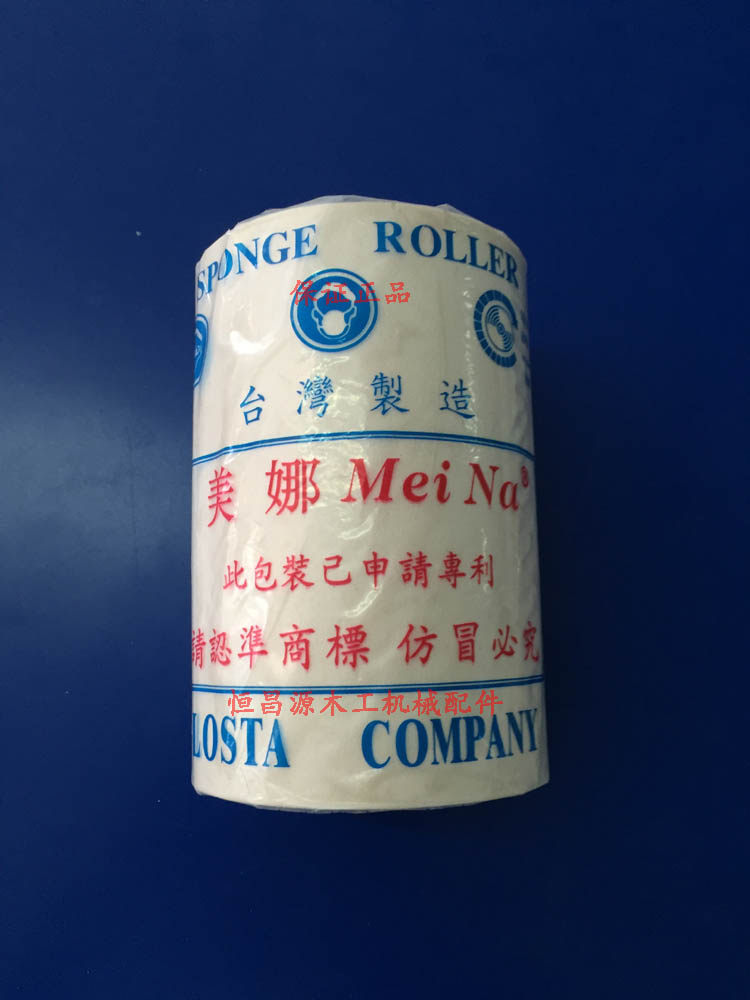 SPONGE ROLLER
保证正品
台灣製造
美娜 Mei Na®
此包裝己申請專利
請認準商標 仿冒必究
恒昌源木工机械配件
LOSTA COMPANY